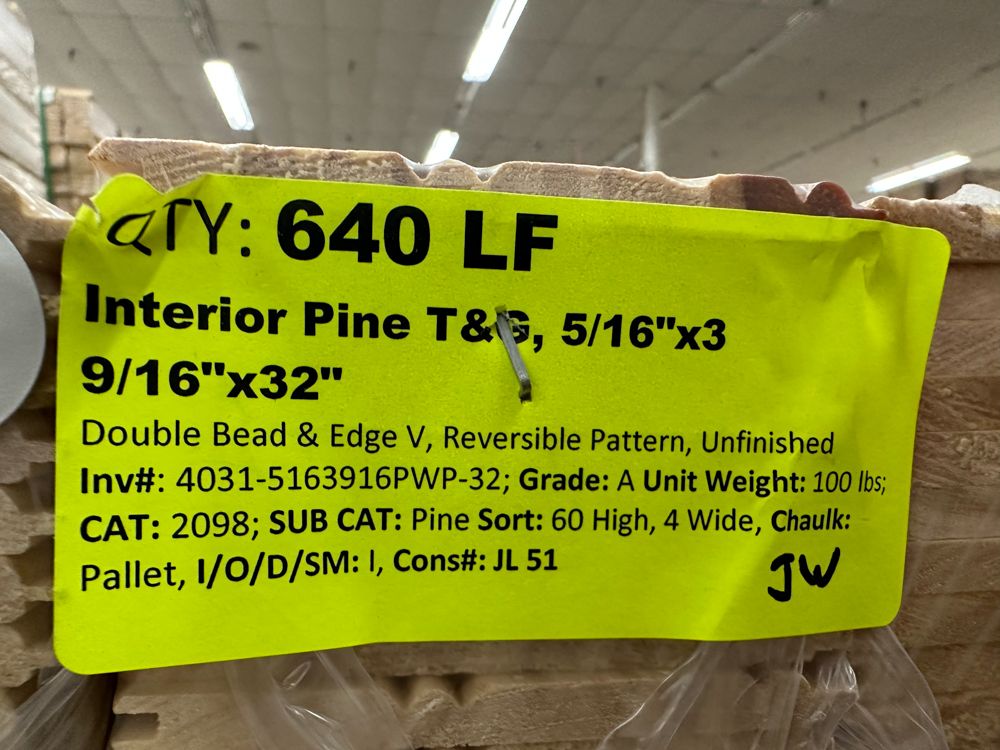 QTY: 640 LF
Interior Pine T&G, 5/16"x3
9/16"x32"
Double Bead & Edge V, Reversible Pattern, Unfinished
Inv#: 4031-5163916PWP-32; Grade: A Unit Weight: 100 lbs;
CAT: 2098; SUB CAT: Pine Sort: 60 High, 4 Wide, Chaulk:
Pallet, I/O/D/SM: I, Cons#: JL 51
JW